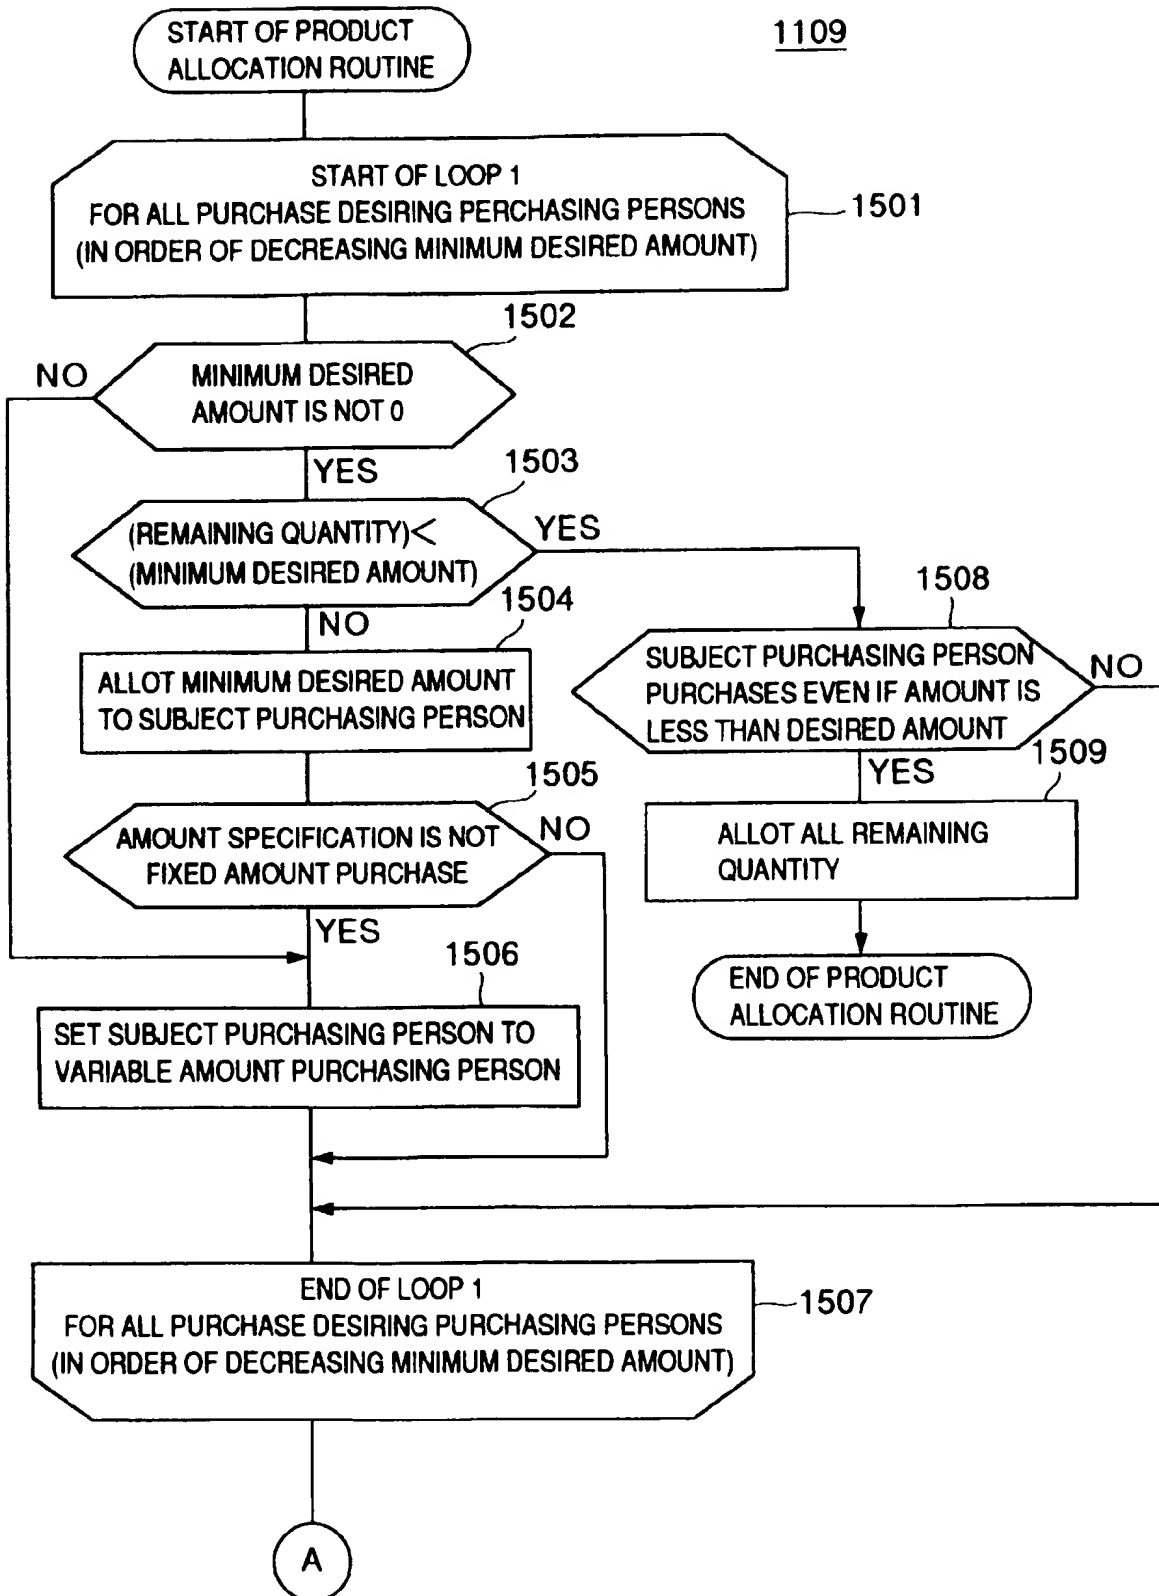 START OF PRODUCT
ALLOCATION ROUTINE
1109
START OF LOOP 1
FOR ALL PURCHASE DESIRING PERCHASING PERSONS
(IN ORDER OF DECREASING MINIMUM DESIRED AMOUNT)
1501
1502
NO
MINIMUM DESIRED
AMOUNT IS NOT 0
YES
1503
(REMAINING QUANTITY)<
(MINIMUM DESIRED AMOUNT)
YES
NO
1504
ALLOT MINIMUM DESIRED AMOUNT
TO SUBJECT PURCHASING PERSON
1508
SUBJECT PURCHASING PERSON
PURCHASES EVEN IF AMOUNT IS
LESS THAN DESIRED AMOUNT
NO
YES
1509
ALLOT ALL REMAINING
QUANTITY
END OF PRODUCT
ALLOCATION ROUTINE
1505
AMOUNT SPECIFICATION IS NOT
FIXED AMOUNT PURCHASE
NO
YES
1506
SET SUBJECT PURCHASING PERSON TO
VARIABLE AMOUNT PURCHASING PERSON
END OF LOOP 1
FOR ALL PURCHASE DESIRING PURCHASING PERSONS
(IN ORDER OF DECREASING MINIMUM DESIRED AMOUNT)
1507
A